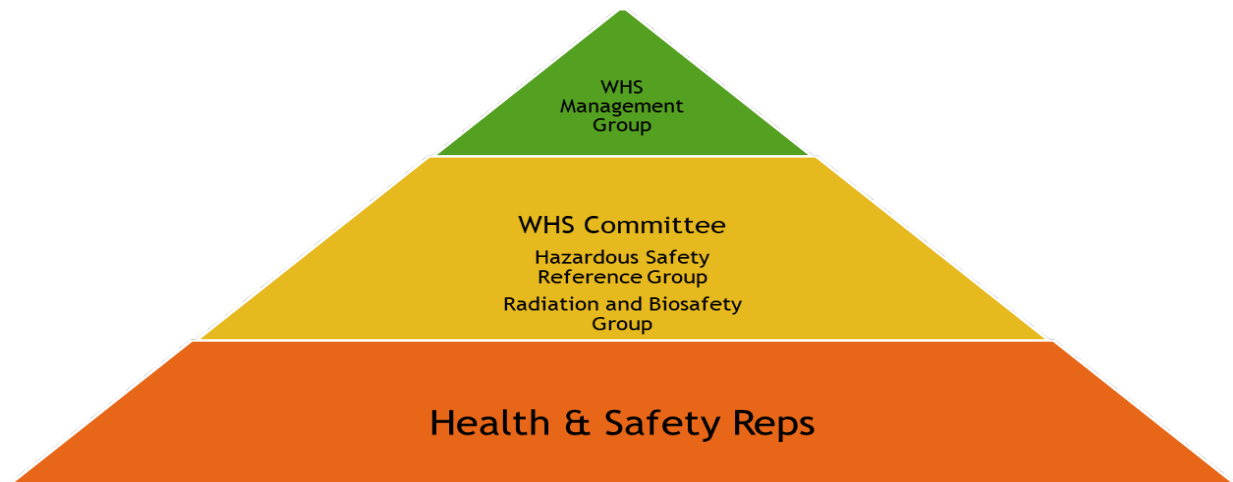 WHS
Management
Group
WHS Committee
Hazardous Safety
Reference Group
Radiation and Biosafety
Group
Health & Safety Reps